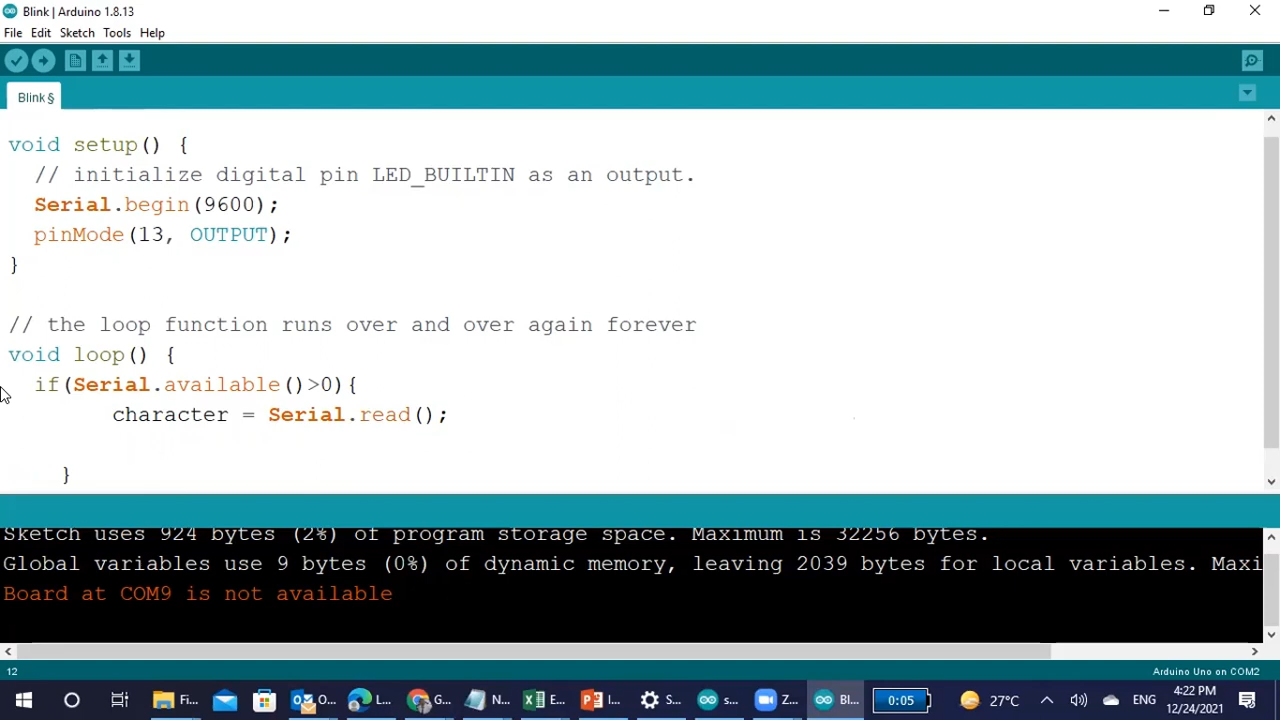 Blink | Arduino 1.8.13
File Edit Sketch Tools Help
Blink §
void setup() {
// initialize digital pin LED_BUILTIN as an output.
Serial.begin(9600);
pinMode(13, OUTPUT);
}
// the loop function runs over and over again forever
void loop() {
if(Serial.available()>0){
character = Serial.read();
}
Sketch uses 924 bytes (2%) of program storage space. Maximum is 32256 bytes.
Global variables use 9 bytes (0%) of dynamic memory, leaving 2039 bytes for local variables. Maxi
Board at COM9 is not available
12
Arduino Uno on COM2
Fi... O... L... G... N... E... I... S... s... Z... Bl... 0:05 27°C ENG 4:22 PM
12/24/2021